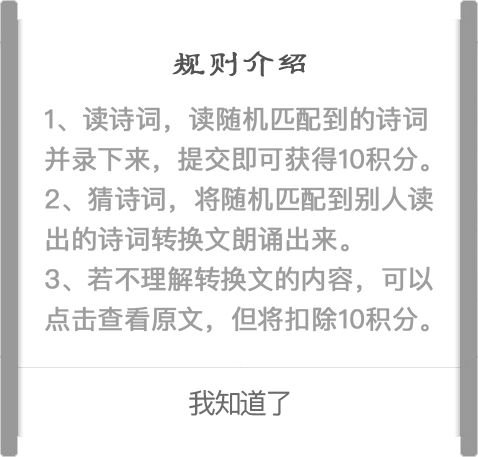 规则介绍
1、读诗词，读随机匹配到的诗词
并录下来，提交即可获得10积分。
2、猜诗词，将随机匹配到别人读
出的诗词转换文朗诵出来。
3、若不理解转换文的内容，可以
点击查看原文，但将扣除10积分。
我知道了